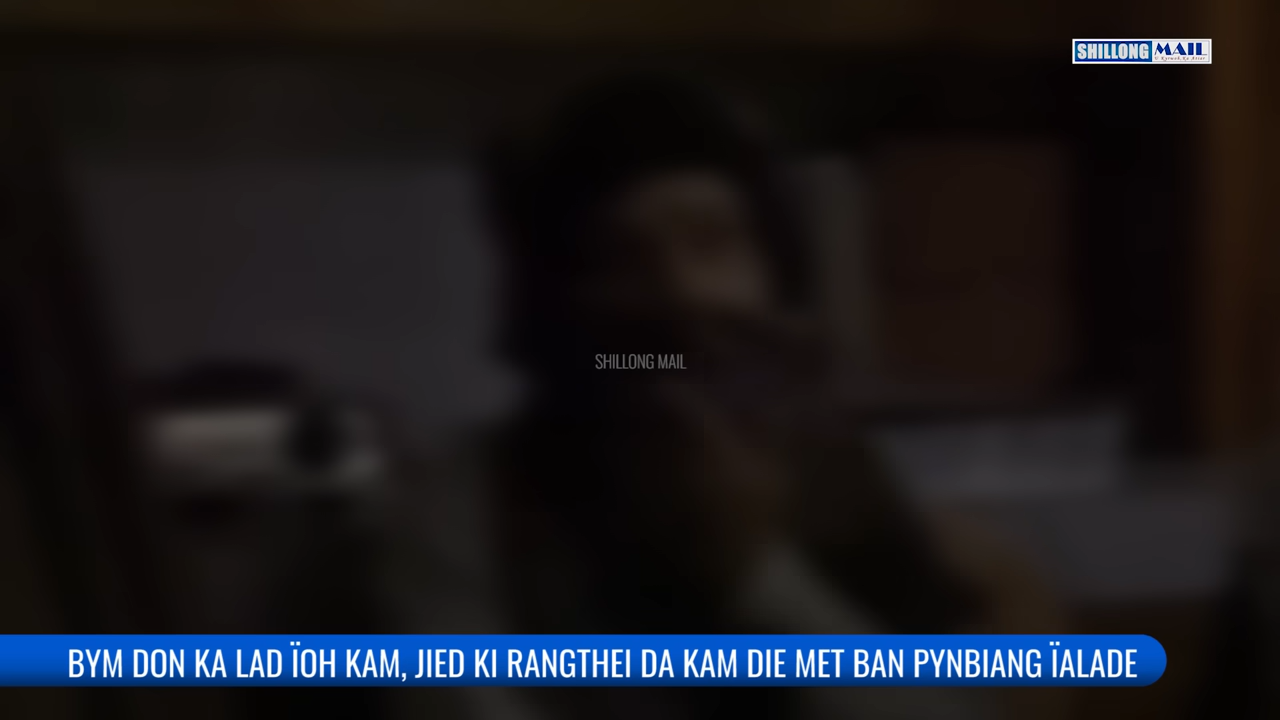 SHILLONG MAIL
SHILLONG MAIL
BYM DON KA LAD ÏOH KAM, JIED KI RANGTHEI DA KAM DIE MET BAN PYNBIANG ÏALADE